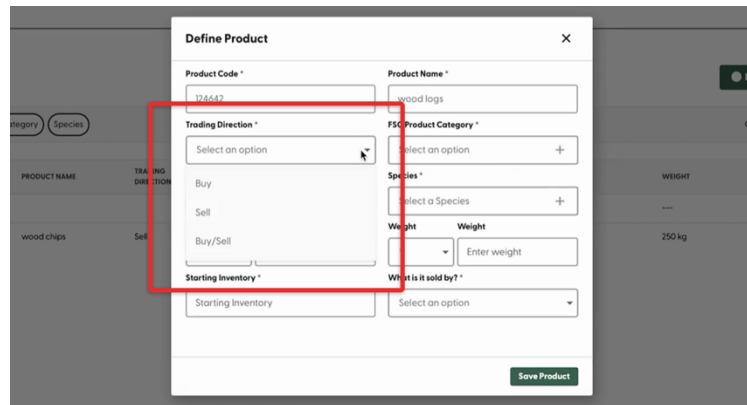 Define Product
Product Code *
Product Name *
124642
wood logs
ategory
Species
Trading Direction *
FSC Product Category *
Select an option
Select an option
PRODUCT NAME
TRADING
DIRECTION
Buy
Species *
WEIGHT
Sell
Select a Species
----
wood chips
Sell
Buy/Sell
Weight
Weight
Enter weight
250 kg
Starting Inventory *
What is it sold by? *
Starting Inventory
Select an option
Save Product